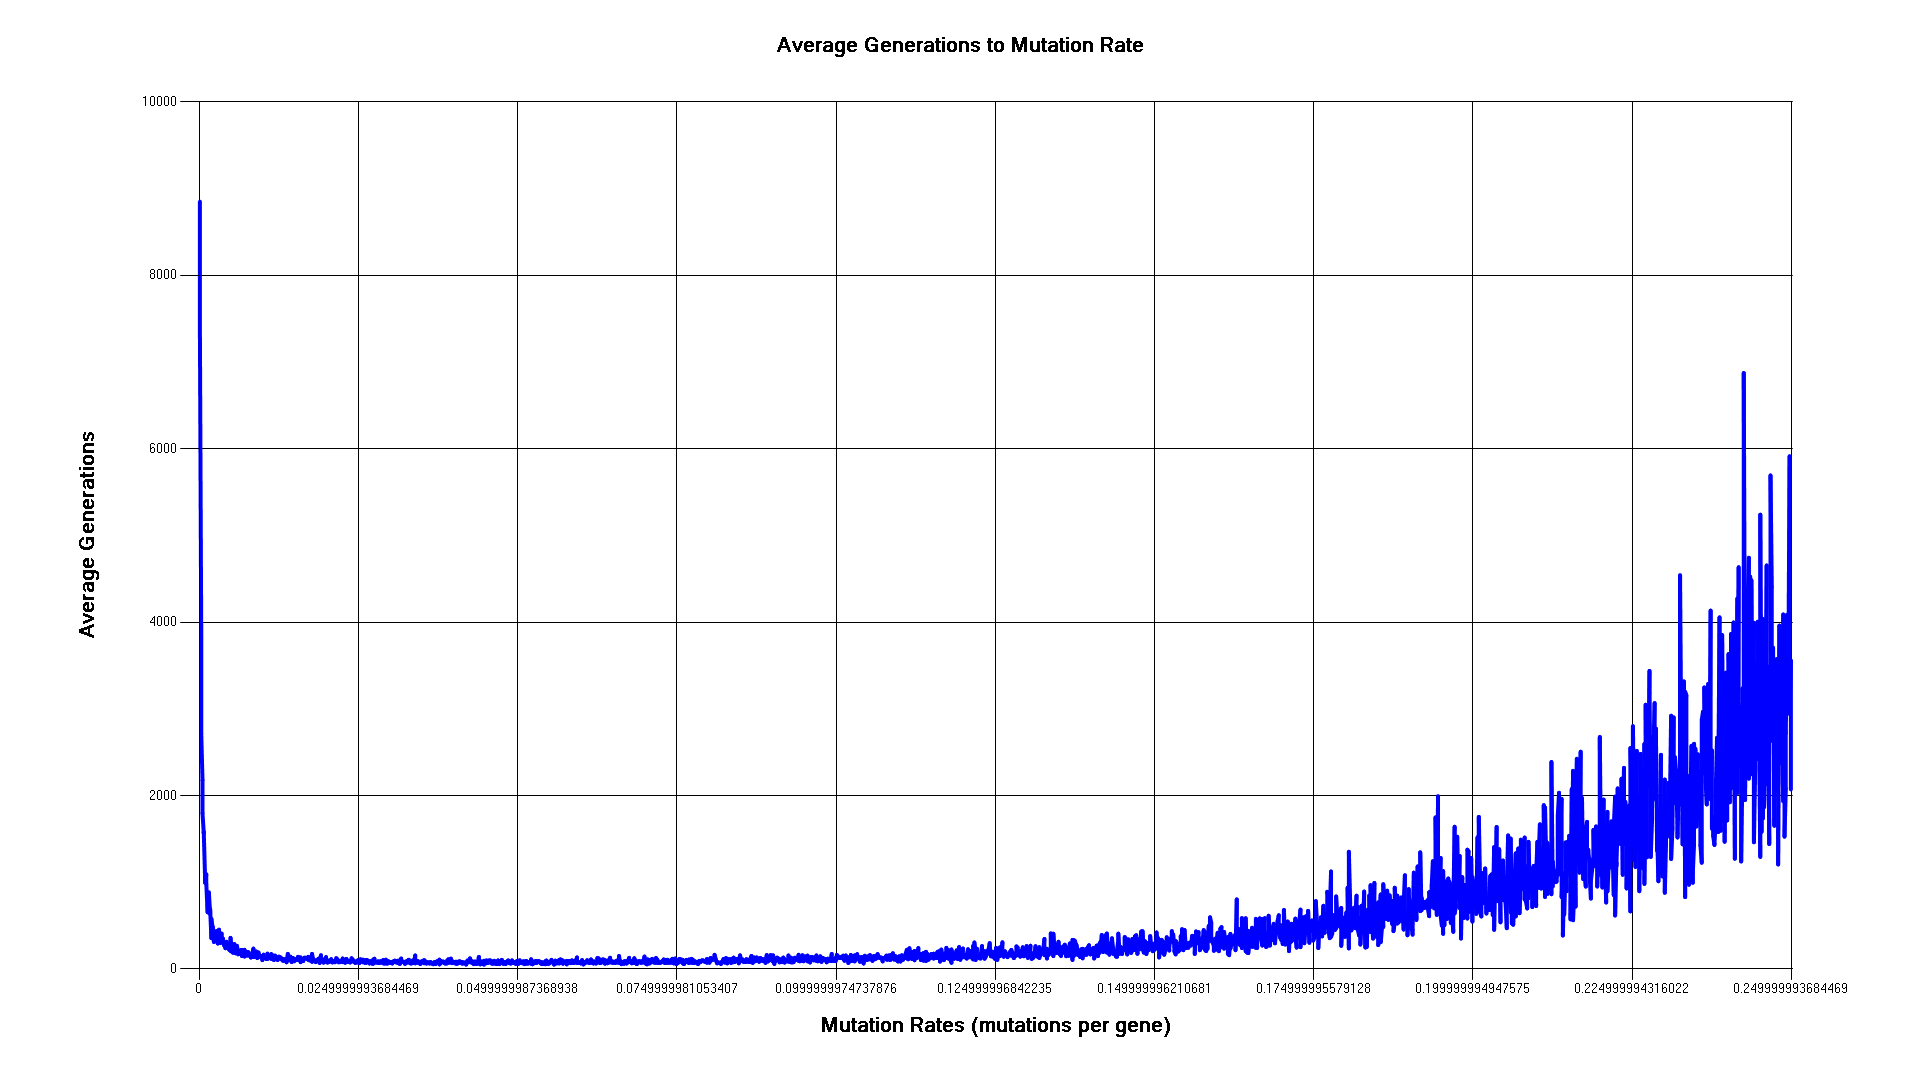 Average Generations to Mutation Rate
10000
8000
6000
4000
2000
0
Average Generations
0 0.0249999993684469 0.0499999987368938 0.0749999981053407 0.0999999974737876 0.124999996842235 0.149999996210681 0.174999995579128 0.199999994947575 0.224999994316022 0.249999993684469
Mutation Rates (mutations per gene)